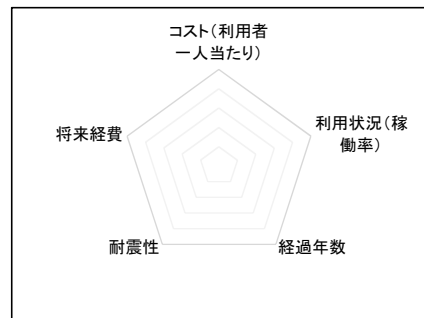 コスト（利用者
一人当たり）
利用状況（稼
働率）
経過年数
耐震性
将来経費